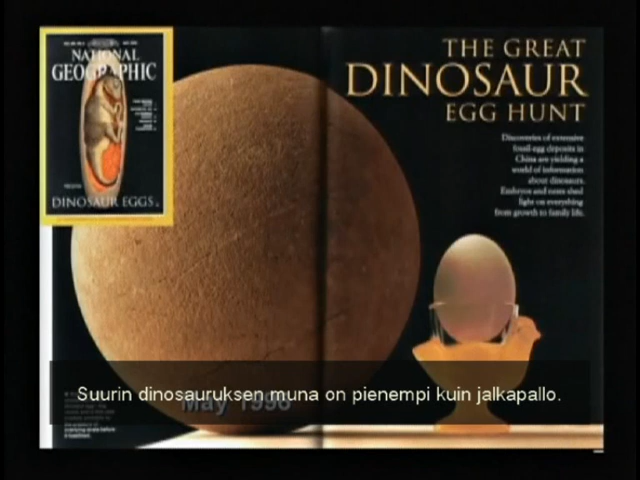 NATIONAL
GEOGRAPHIC
DINOSAUR EGGS
THE GREAT
DINOSAUR
EGG HUNT
Discoveries of extensive
fossil-egg deposits in
China are yielding a
world of information
about dinosaurs.
Embryos and nests shed
light on everything
from growth to family life.
Suurin dinosauruksen muna on pienempi kuin jalkapallo.
May 1996